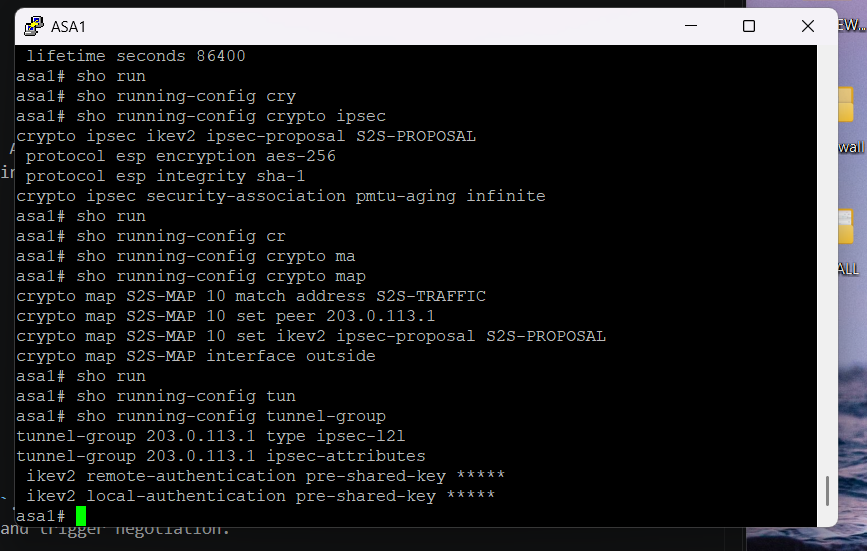 ASA1
lifetime seconds 86400
asa1# sho run
asa1# sho running-config cry
asa1# sho running-config crypto ipsec
crypto ipsec ikev2 ipsec-proposal S2S-PROPOSAL
protocol esp encryption aes-256
protocol esp integrity sha-1
crypto ipsec security-association pmtu-aging infinite
asa1# sho run
asa1# sho running-config cr
asa1# sho running-config crypto ma
asa1# sho running-config crypto map
crypto map S2S-MAP 10 match address S2S-TRAFFIC
crypto map S2S-MAP 10 set peer 203.0.113.1
crypto map S2S-MAP 10 set ikev2 ipsec-proposal S2S-PROPOSAL
crypto map S2S-MAP interface outside
asa1# sho run
asa1# sho running-config tun
asa1# sho running-config tunnel-group
tunnel-group 203.0.113.1 type ipsec-l2l
tunnel-group 203.0.113.1 ipsec-attributes
ikev2 remote-authentication pre-shared-key *****
ikev2 local-authentication pre-shared-key *****
asa1#
and trigger negotiation.
EW...
wall
ALL